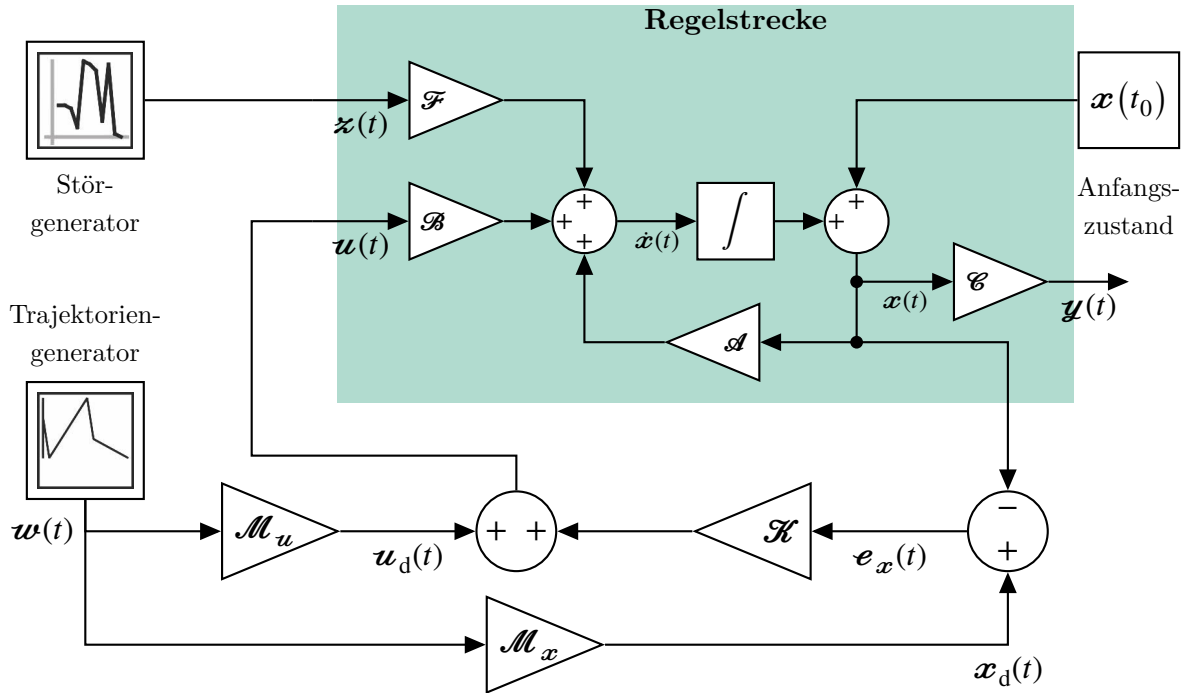 Regelstrecke
ℱ
𝔁(t₀)
𝔃(t)
Stör-
generator
Anfangs-
zustand
+
ℬ
+
∫
+
+
𝓾(t)
+
𝔁̇(t)
𝒞
𝔁(t)
𝔂(t)
Trajektorien-
generator
𝒜
−
𝔀(t)
ℳ𝓾
+ +
𝒦
+
𝓾d(t)
𝓮𝔁(t)
ℳ𝔁
𝔁d(t)